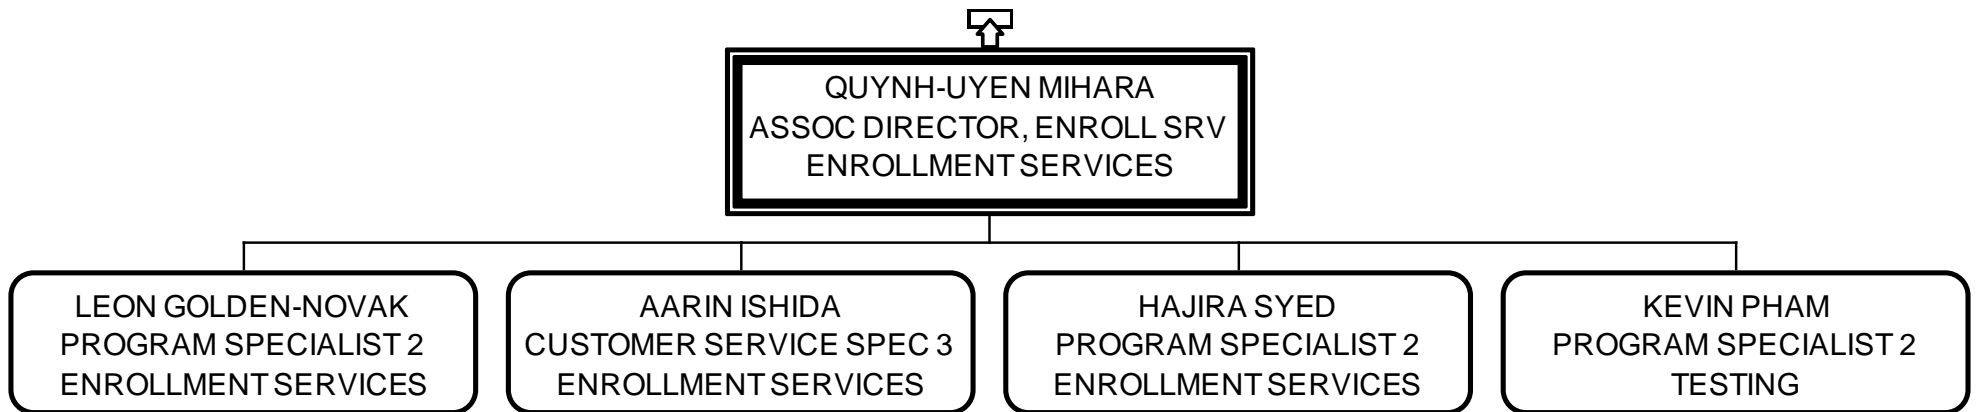 QUYNH-UYEN MIHARA
ASSOC DIRECTOR, ENROLL SRV
ENROLLMENT SERVICES
LEON GOLDEN-NOVAK
PROGRAM SPECIALIST 2
ENROLLMENT SERVICES
AARIN ISHIDA
CUSTOMER SERVICE SPEC 3
ENROLLMENT SERVICES
HAJIRA SYED
PROGRAM SPECIALIST 2
ENROLLMENT SERVICES
KEVIN PHAM
PROGRAM SPECIALIST 2
TESTING